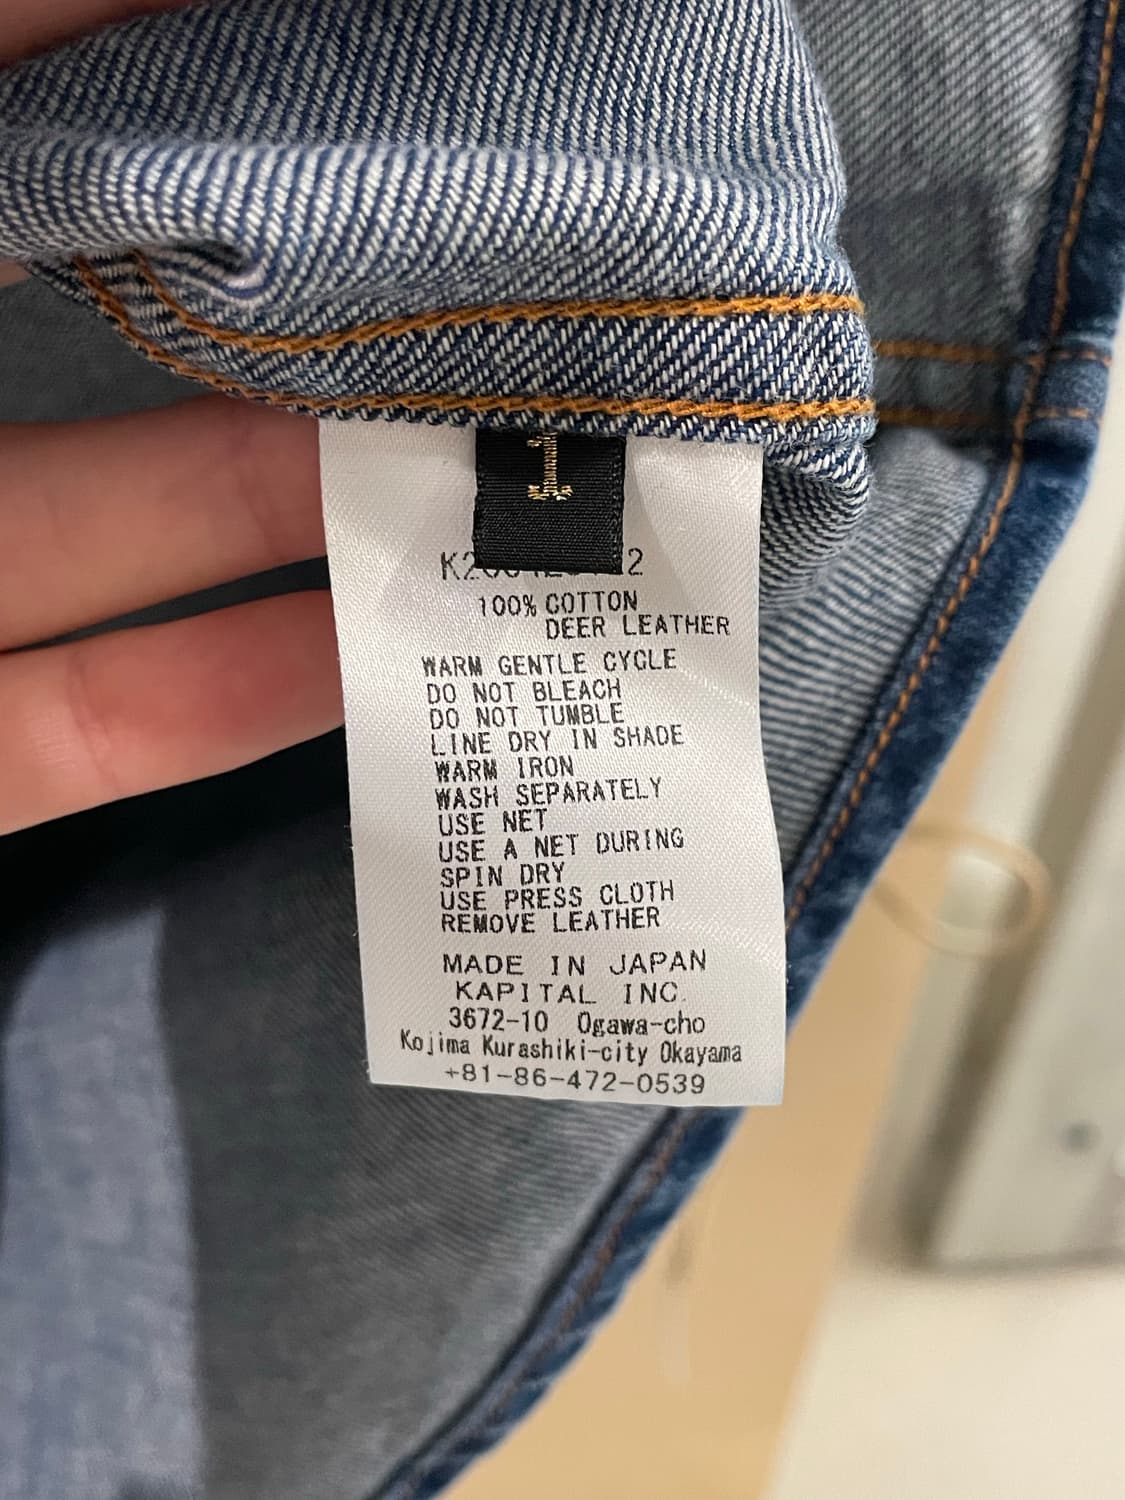 1
100% COTTON
DEER LEATHER
WARM GENTLE CYCLE
DO NOT BLEACH
DO NOT TUMBLE
LINE DRY IN SHADE
WARM IRON
WASH SEPARATELY
USE NET
USE A NET DURING
SPIN DRY
USE PRESS CLOTH
REMOVE LEATHER
MADE IN JAPAN
KAPITAL INC.
3672-10 Ogawa-cho
Kojima Kurashiki-city Okayama
+81-86-472-0539